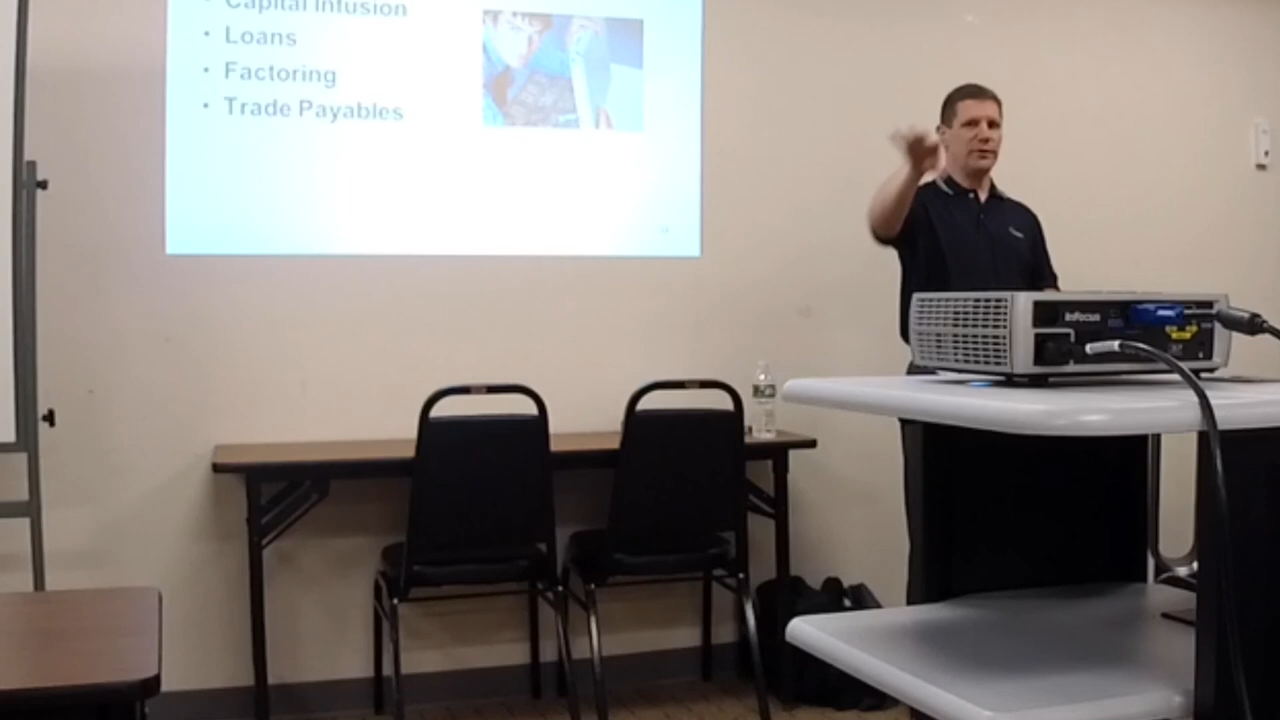 Capital Infusion
Loans
Factoring
Trade Payables
InFocus